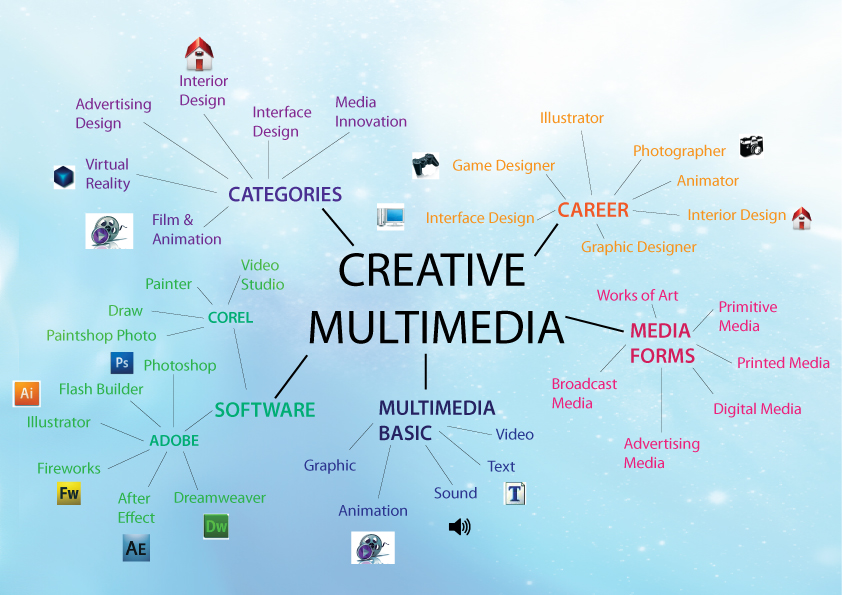 CREATIVE
MULTIMEDIA
CATEGORIES
Advertising
Design
Interior
Design
Interface
Design
Media
Innovation
Virtual
Reality
Film &
Animation
CAREER
Illustrator
Photographer
Game Designer
Animator
Interface Design
Interior Design
Graphic Designer
MEDIA
FORMS
Works of Art
Primitive
Media
Printed Media
Digital Media
Advertising
Media
Broadcast
Media
MULTIMEDIA
BASIC
Video
Text
T
Sound
Animation
Graphic
SOFTWARE
COREL
Video
Studio
Painter
Draw
Paintshop Photo
ADOBE
Ps
Photoshop
Flash Builder
Ai
Illustrator
Fireworks
Fw
After
Effect
AE
Dreamweaver
Dw